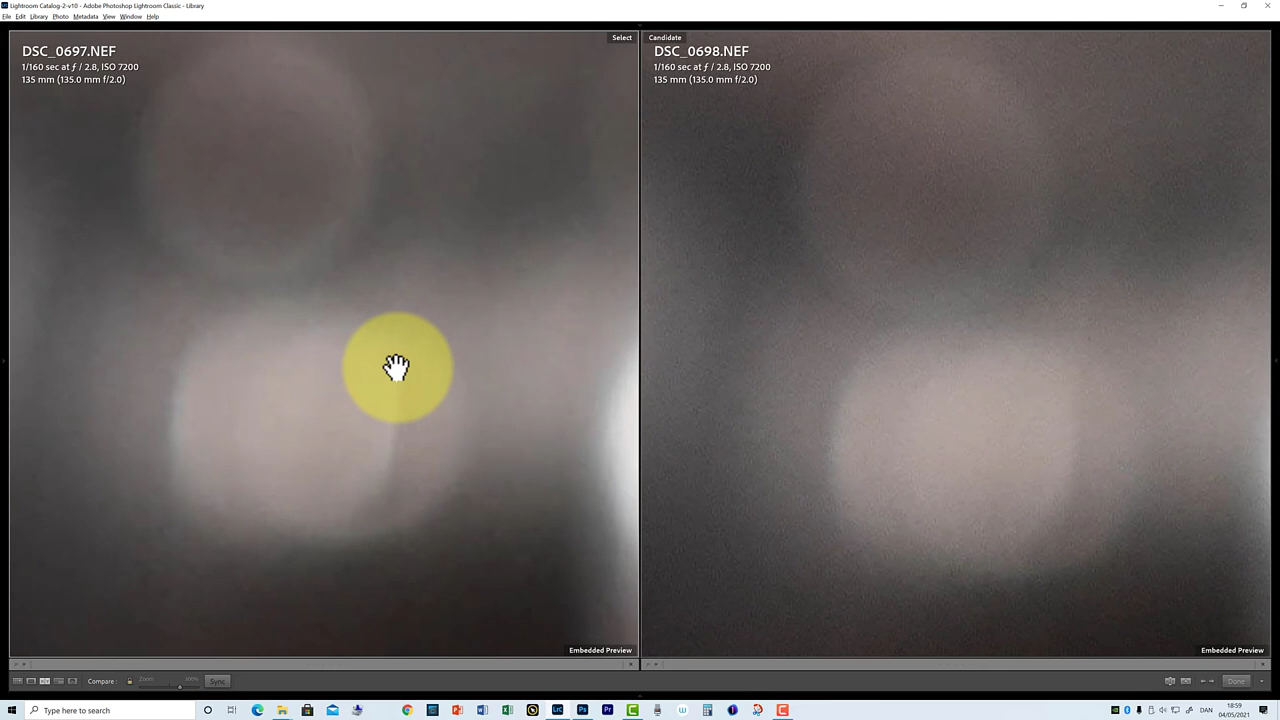 Lightroom Catalog-2-v10 - Adobe Photoshop Lightroom Classic - Library
File Edit Library Photo Metadata View Window Help
DSC_0697.NEF
1/160 sec at ƒ / 2.8, ISO 7200
135 mm (135.0 mm f/2.0)
Select
Candidate
DSC_0698.NEF
1/160 sec at ƒ / 2.8, ISO 7200
135 mm (135.0 mm f/2.0)
Embedded Preview
Embedded Preview
Compare : Zoom Sync Done
Type here to search
DAN
18:59
04/05/2021